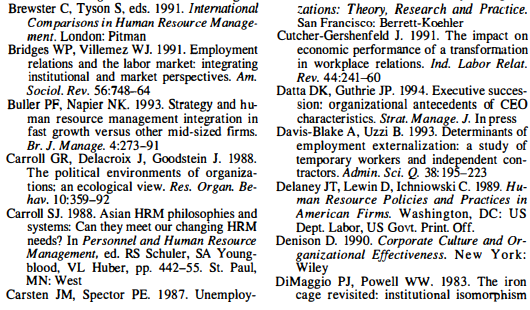 Brewster C, Tyson S, eds. 1991. International
Comparisons in Human Resource Manage-
ment. London: Pitman
Bridges WP, Villemez WJ. 1991. Employment
relations and the labor market: integrating
institutional and market perspectives. Am.
Sociol. Rev. 56:748–64
Buller PF, Napier NK. 1993. Strategy and hu-
man resource management integration in
fast growth versus other mid-sized firms.
Br. J. Manage. 4:273–91
Carroll GR, Delacroix J, Goodstein J. 1988.
The political environments of organiza-
tions: an ecological view. Res. Organ. Be-
hav. 10:359–92
Carroll SJ. 1988. Asian HRM philosophies and
systems: Can they meet our changing HRM
needs? In Personnel and Human Resource
Management, ed. RS Schuler, SA Young-
blood, VL Huber, pp. 442–55. St. Paul,
MN: West
Carsten JM, Spector PE. 1987. Unemploy-
zations: Theory, Research and Practice.
San Francisco: Berrett-Koehler
Cutcher-Gershenfeld J. 1991. The impact on
economic performance of a transformation
in workplace relations. Ind. Labor Relat.
Rev. 44:241–60
Datta DK, Guthrie JP. 1994. Executive succes-
sion: organizational antecedents of CEO
characteristics. Strat. Manage. J. In press
Davis-Blake A, Uzzi B. 1993. Determinants of
employment externalization: a study of
temporary workers and independent con-
tractors. Admin. Sci. Q. 38:195–223
Delaney JT, Lewin D, Ichniowski C. 1989. Hu-
man Resource Policies and Practices in
American Firms. Washington, DC: US
Dept. Labor, US Govt. Print. Off.
Denison D. 1990. Corporate Culture and Or-
ganizational Effectiveness. New York:
Wiley
DiMaggio PJ, Powell WW. 1983. The iron
cage revisited: institutional isomorphism